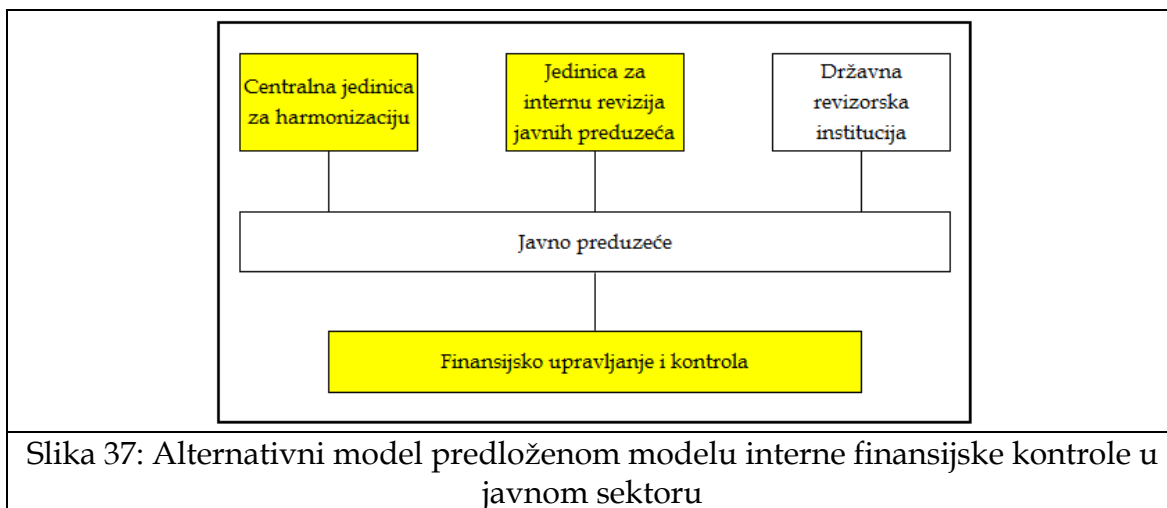 Centralna jedinica
za harmonizaciju
Jedinica za
internu revizija
javnih preduzeća
Državna
revizorska
institucija
Javno preduzeće
Finansijsko upravljanje i kontrola
Slika 37: Alternativni model predloženom modelu interne finansijske kontrole u
javnom sektoru